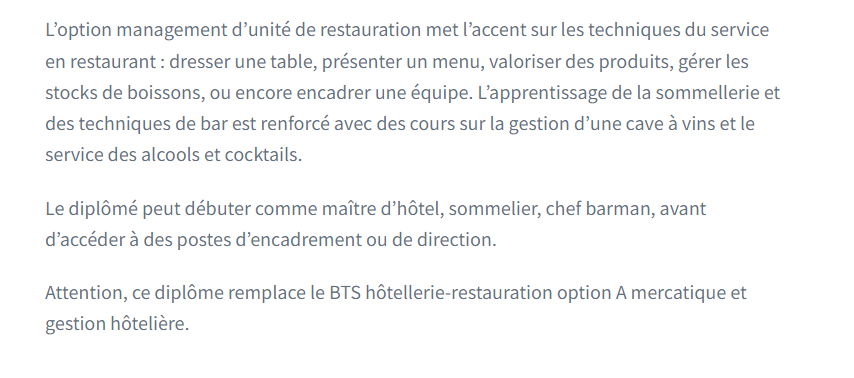 L’option management d’unité de restauration met l’accent sur les techniques du service
en restaurant : dresser une table, présenter un menu, valoriser des produits, gérer les
stocks de boissons, ou encore encadrer une équipe. L’apprentissage de la sommellerie et
des techniques de bar est renforcé avec des cours sur la gestion d’une cave à vins et le
service des alcools et cocktails.
Le diplômé peut débuter comme maître d’hôtel, sommelier, chef barman, avant
d’accéder à des postes d’encadrement ou de direction.
Attention, ce diplôme remplace le BTS hôtellerie-restauration option A mercatique et
gestion hôtelière.